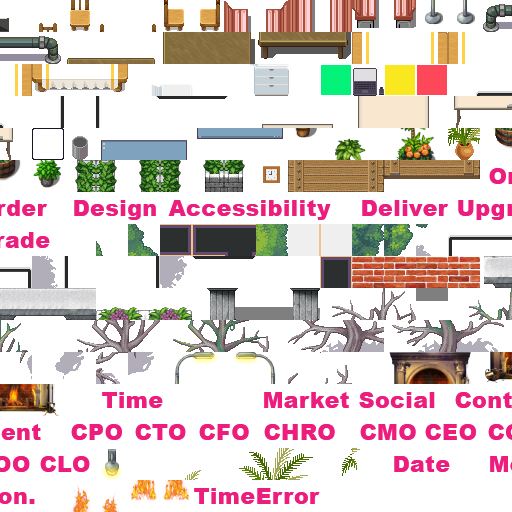 Or
rder Design Accessibility Deliver Upgr
rade
Time Market Social Cont
ent CPO CTO CFO CHRO CMO CEO CO
OO CLO Date Mo
on. TimeError